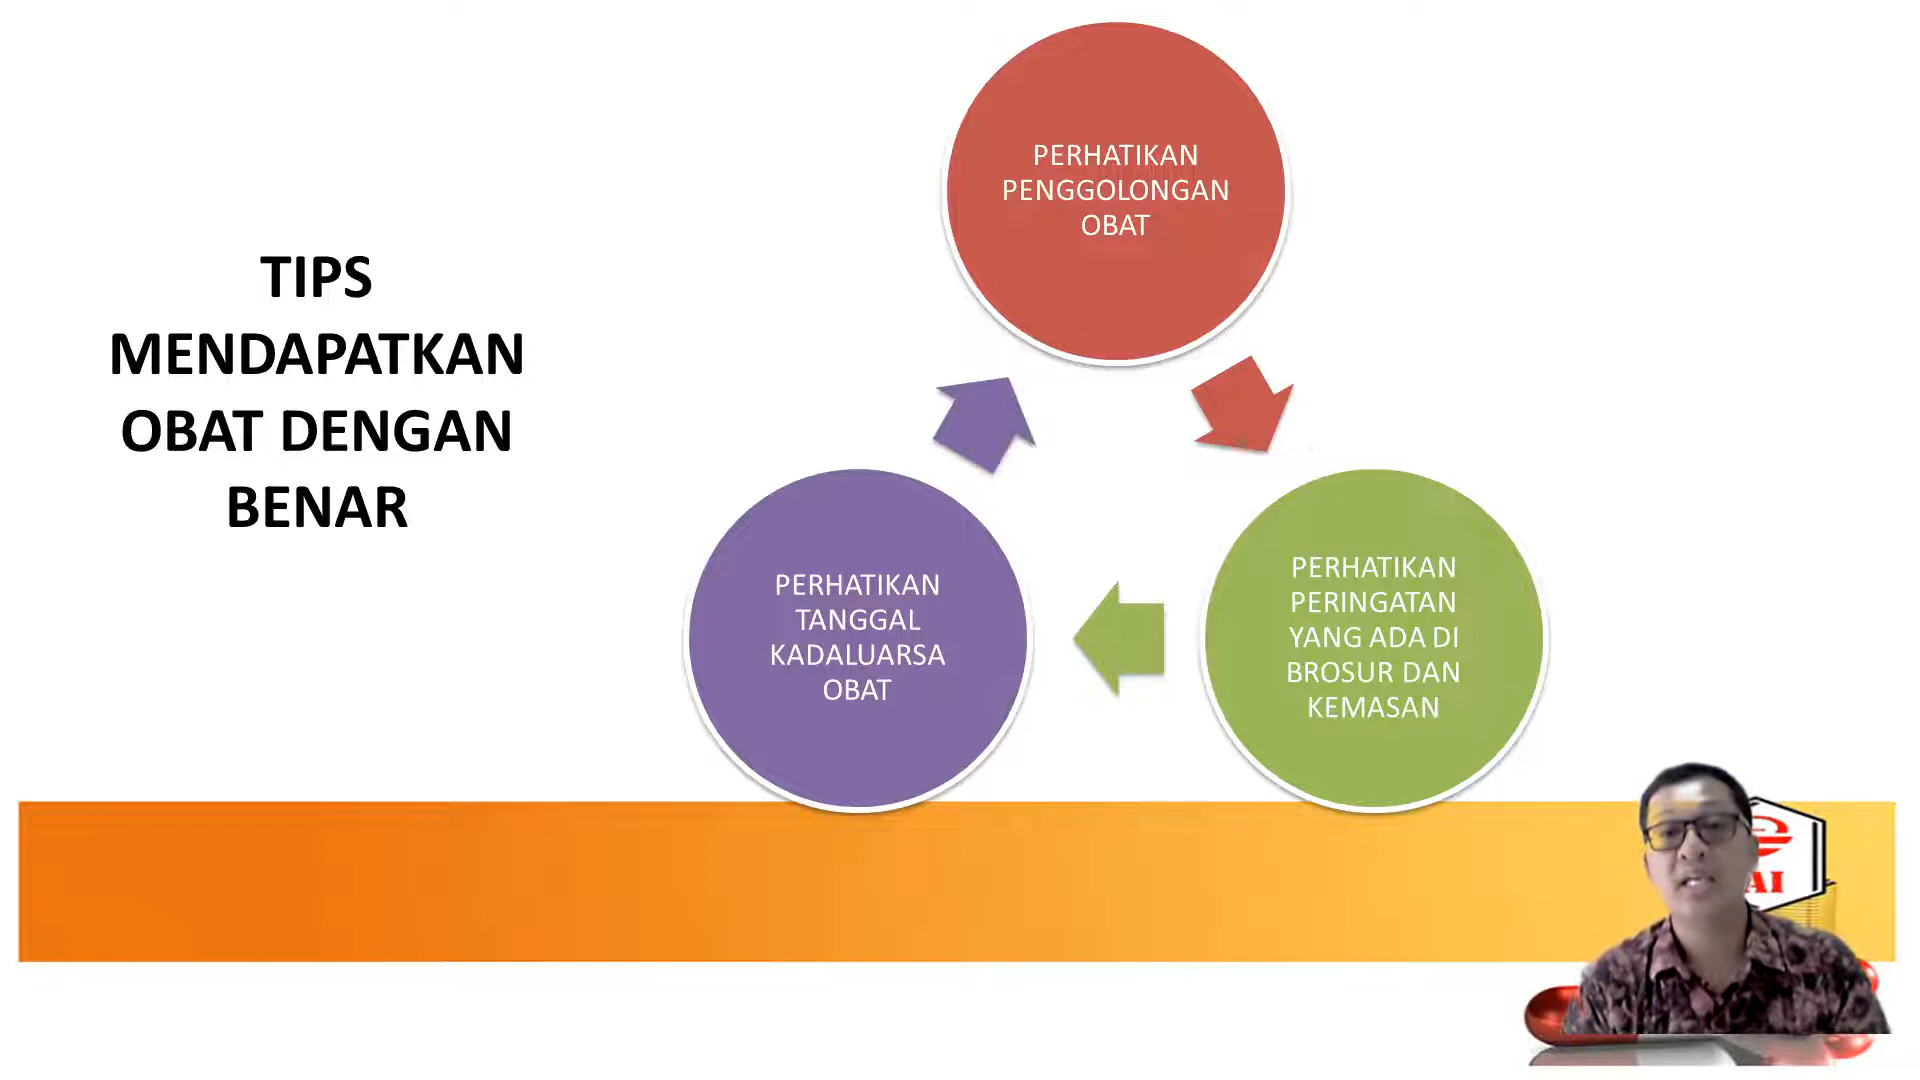 TIPS
MENDAPATKAN
OBAT DENGAN
BENAR
PERHATIKAN
PENGGOLONGAN
OBAT
PERHATIKAN
PERINGATAN
YANG ADA DI
BROSUR DAN
KEMASAN
PERHATIKAN
TANGGAL
KADALUARSA
OBAT